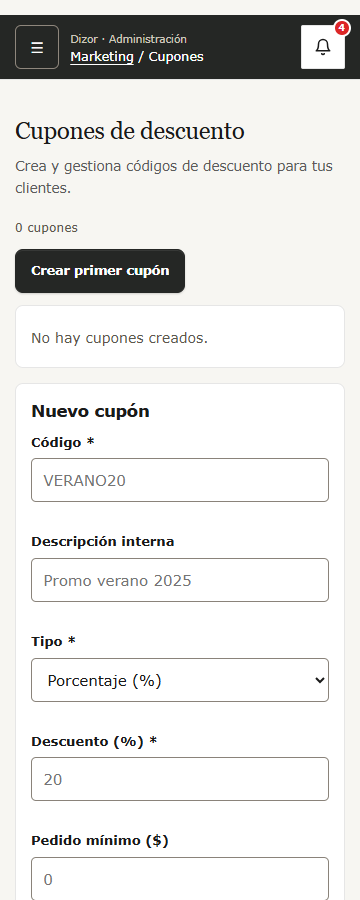 ☰
Dizor · Administración
Marketing / Cupones
4
Cupones de descuento
Crea y gestiona códigos de descuento para tus
clientes.
0 cupones
Crear primer cupón
No hay cupones creados.
Nuevo cupón
Código *
VERANO20
Descripción interna
Promo verano 2025
Tipo *
Porcentaje (%)
Descuento (%) *
20
Pedido mínimo ($)
0